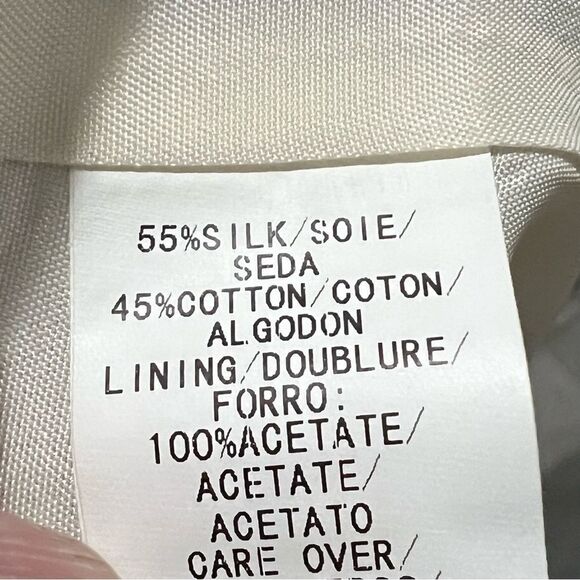 55%SILK/SOIE/
SEDA
45%COTTON/COTON/
ALGODON
LINING/DOUBLURE/
FORRO:
100%ACETATE/
ACETATE/
ACETATO
CARE OVER/